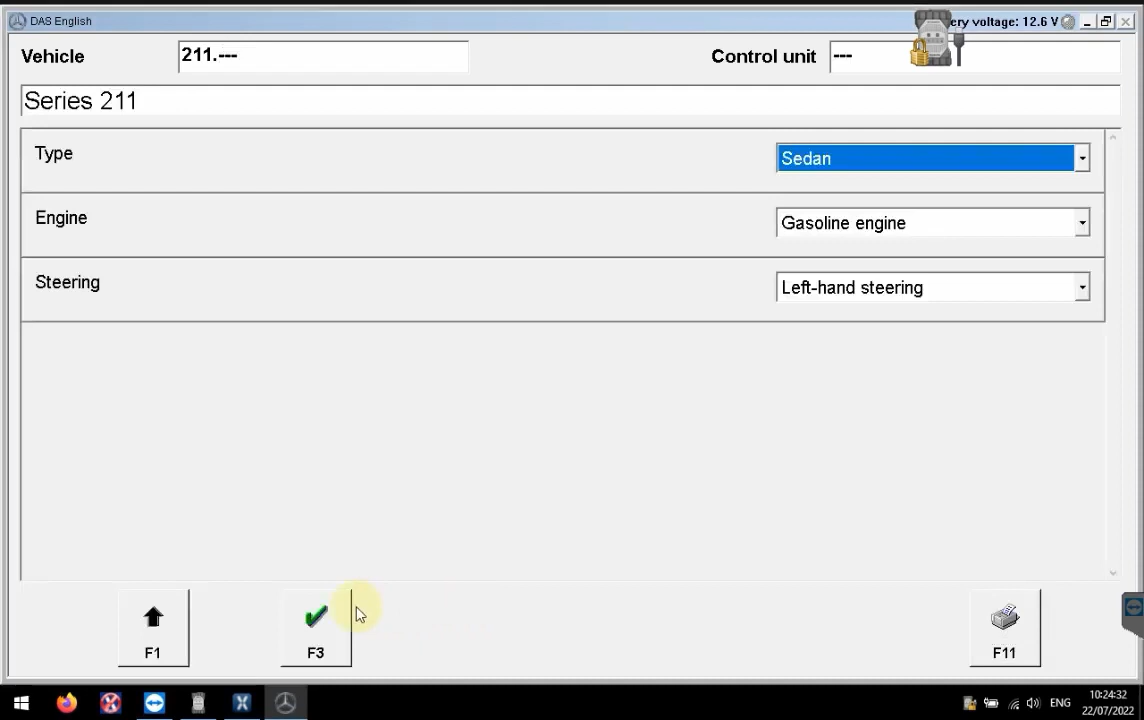 DAS English
ery voltage: 12.6 V
Vehicle
211.---
Control unit
---
Series 211
Type
Sedan
Engine
Gasoline engine
Steering
Left-hand steering
F1
F3
F11
ENG
10:24:32
22/07/2022